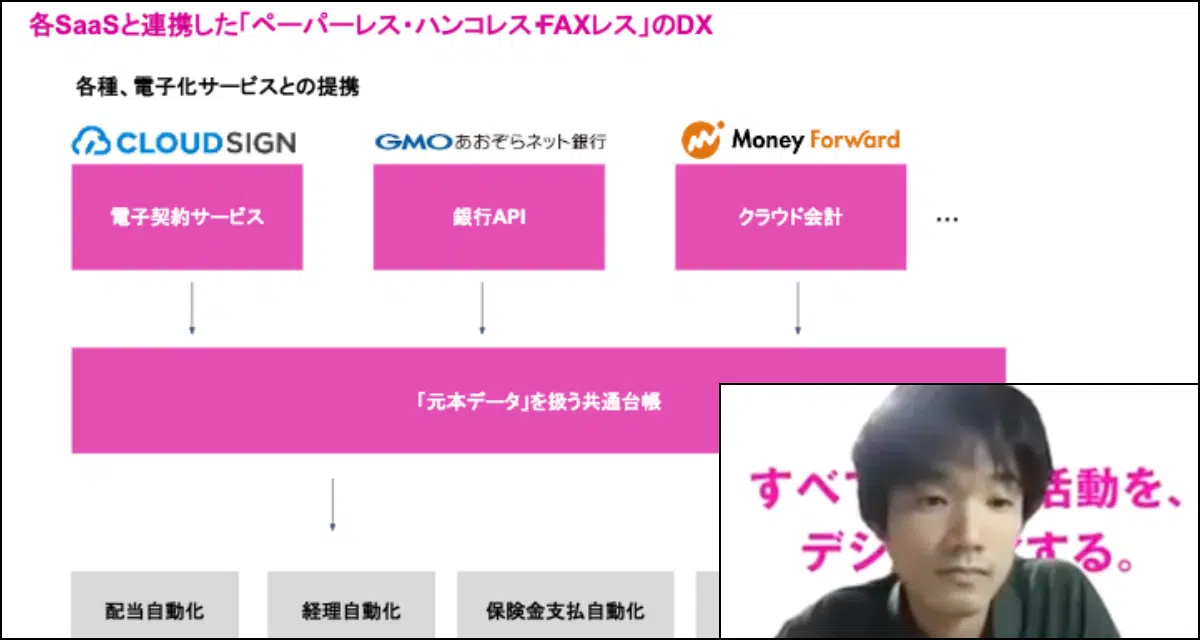 各SaaSと連携した「ペーパーレス・ハンコレス・FAXレス」のDX
各種、電子化サービスとの提携
CLOUDSIGN
GMOあおぞらネット銀行
Money Forward
電子契約サービス
銀行API
クラウド会計
…
「元本データ」を扱う共通台帳
すべ
活動を、
デジ
する。
配当自動化
経理自動化
保険金支払自動化